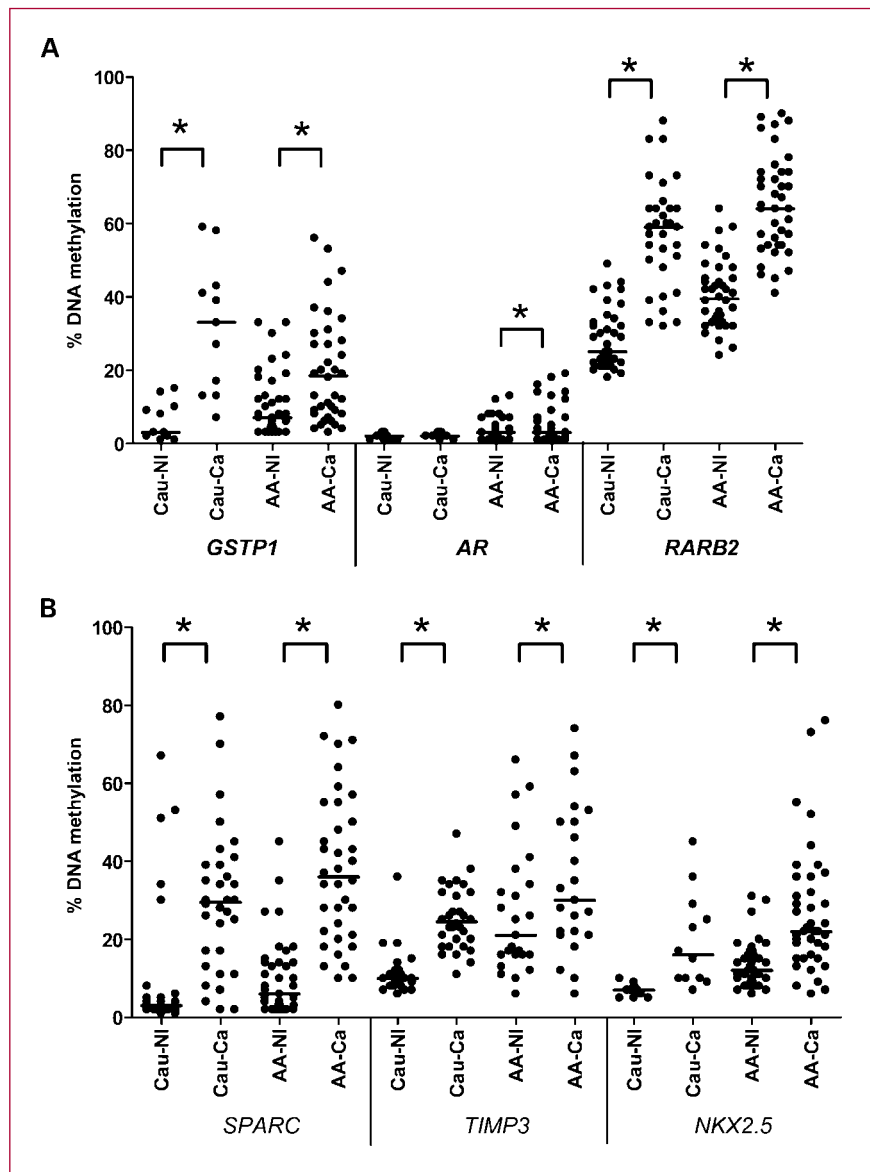 A
% DNA methylation
100
80
60
40
20
0
* * * * *
Cau-Nl Cau-Ca AA-Nl AA-Ca Cau-Nl Cau-Ca AA-Nl AA-Ca Cau-Nl Cau-Ca AA-Nl AA-Ca
GSTP1 AR RARB2
B
% DNA methylation
100
80
60
40
20
0
* * * * * *
Cau-Nl Cau-Ca AA-Nl AA-Ca Cau-Nl Cau-Ca AA-Nl AA-Ca Cau-Nl Cau-Ca AA-Nl AA-Ca
SPARC TIMP3 NKX2.5